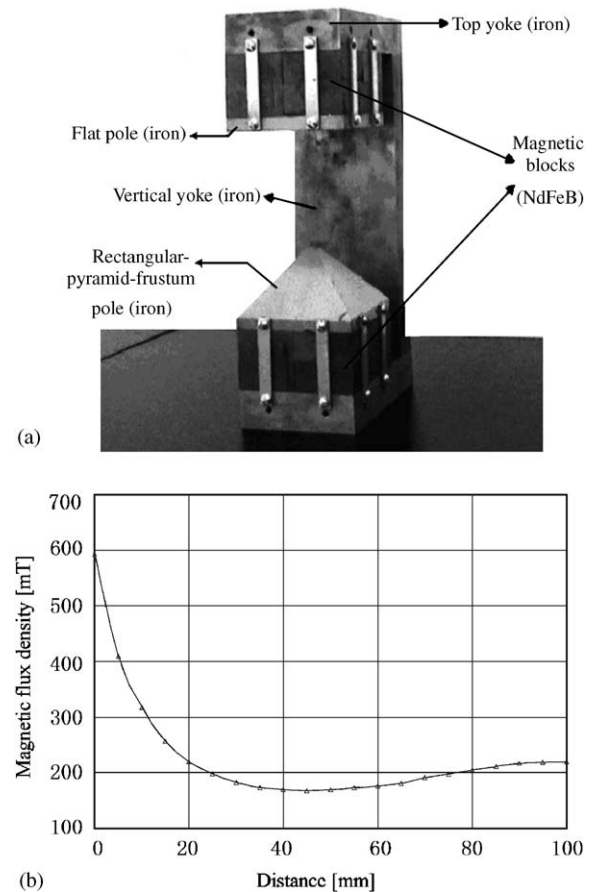 Top yoke (iron)
Flat pole (iron)
Magnetic
blocks
(NdFeB)
Vertical yoke (iron)
Rectangular-
pyramid-frustum
pole (iron)
(a)
700
600
500
400
300
200
100
Magnetic flux density [mT]
0
20
40
60
80
100
Distance [mm]
(b)